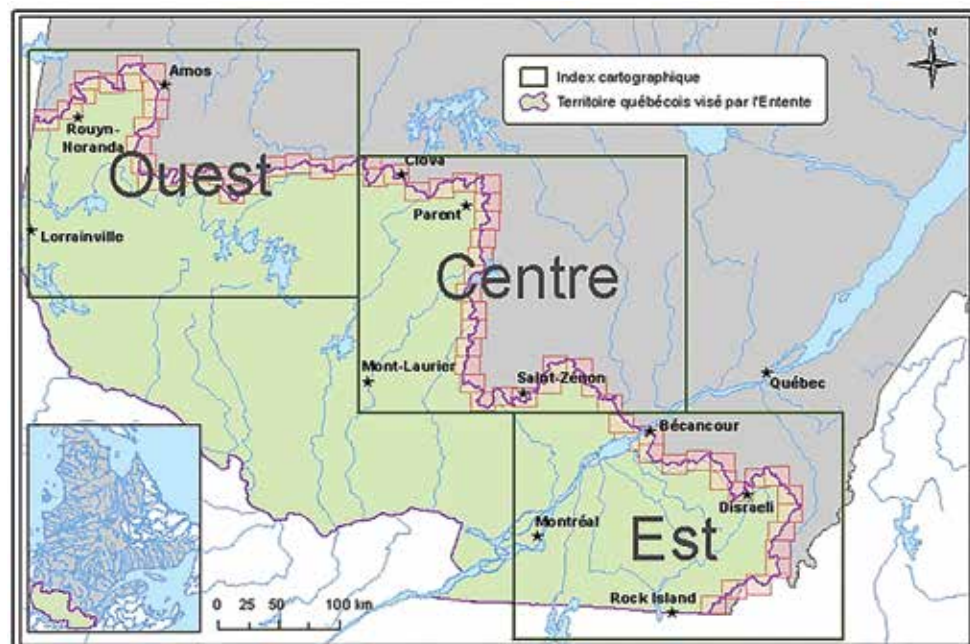 N
Index cartographique
Territoire québécois visé par l'Entente
Amos
Rouyn-
Noranda
Ouest
Clova
Parent
Lorrainville
Centre
Mont-Laurier
Saint-Zénon
Québec
Bécancour
Disraeli
Montréal
Est
Rock Island
0 25 50 100 km